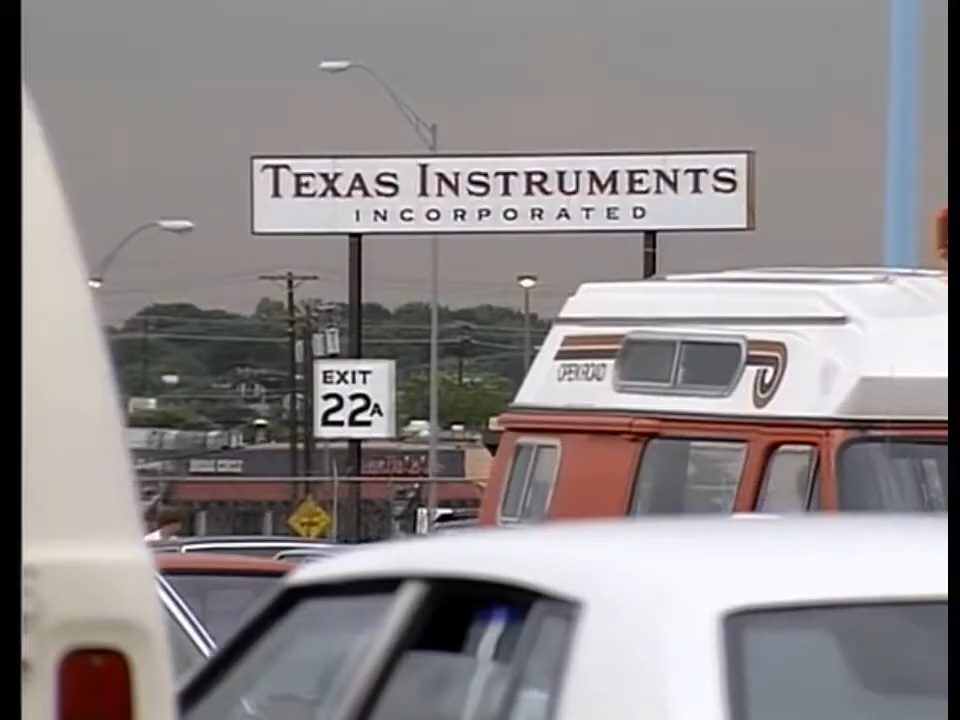 TEXAS INSTRUMENTS
INCORPORATED
EXIT
22A
OPEN ROAD